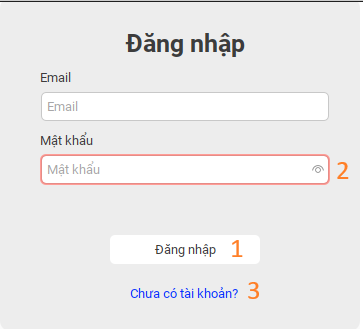 Đăng nhập
Email
Email
Mật khẩu
Mật khẩu 2
Đăng nhập 1
Chưa có tài khoản? 3